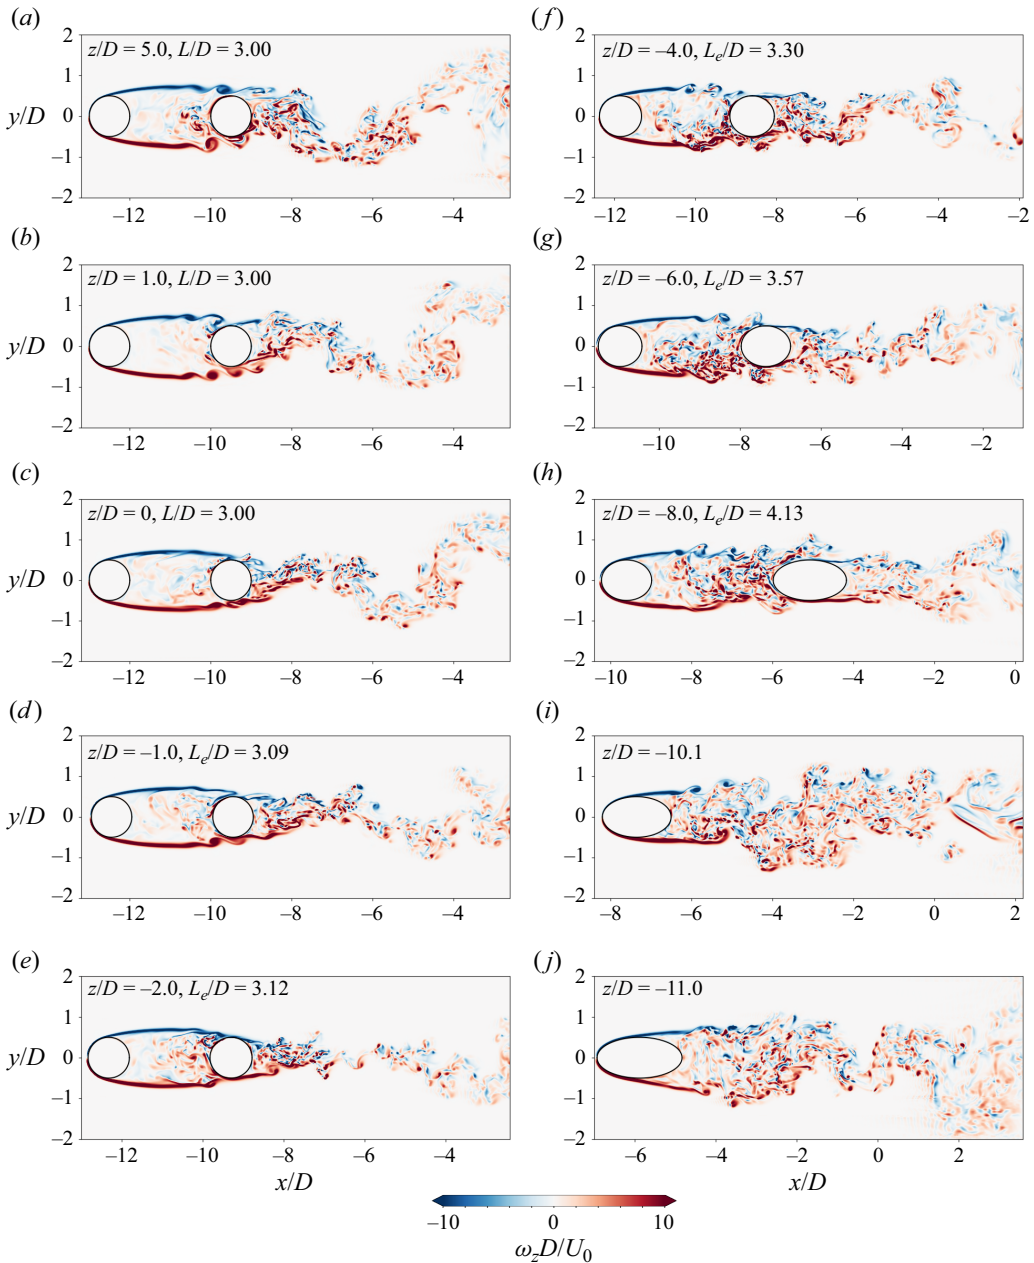 (a)
z/D = 5.0, L/D = 3.00
2
1
y/D
0
−1
−2
−12 −10 −8 −6 −4
(b)
z/D = 1.0, L/D = 3.00
2
1
y/D
0
−1
−2
−12 −10 −8 −6 −4
(c)
z/D = 0, L/D = 3.00
2
1
y/D
0
−1
−2
−12 −10 −8 −6 −4
(d)
z/D = −1.0, Lₑ/D = 3.09
2
1
y/D
0
−1
−2
−12 −10 −8 −6 −4
(e)
z/D = −2.0, Lₑ/D = 3.12
2
1
y/D
0
−1
−2
−12 −10 −8 −6 −4
x/D
(f)
z/D = −4.0, Lₑ/D = 3.30
2
1
0
−1
−2
−12 −10 −8 −6 −4 −2
(g)
z/D = −6.0, Lₑ/D = 3.57
2
1
0
−1
−2
−10 −8 −6 −4 −2
(h)
z/D = −8.0, Lₑ/D = 4.13
2
1
0
−1
−2
−10 −8 −6 −4 −2 0
(i)
z/D = −10.1
2
1
0
−1
−2
−8 −6 −4 −2 0 2
(j)
z/D = −11.0
2
1
0
−1
−2
−6 −4 −2 0 2
x/D
−10 0 10
ω_zD/U₀